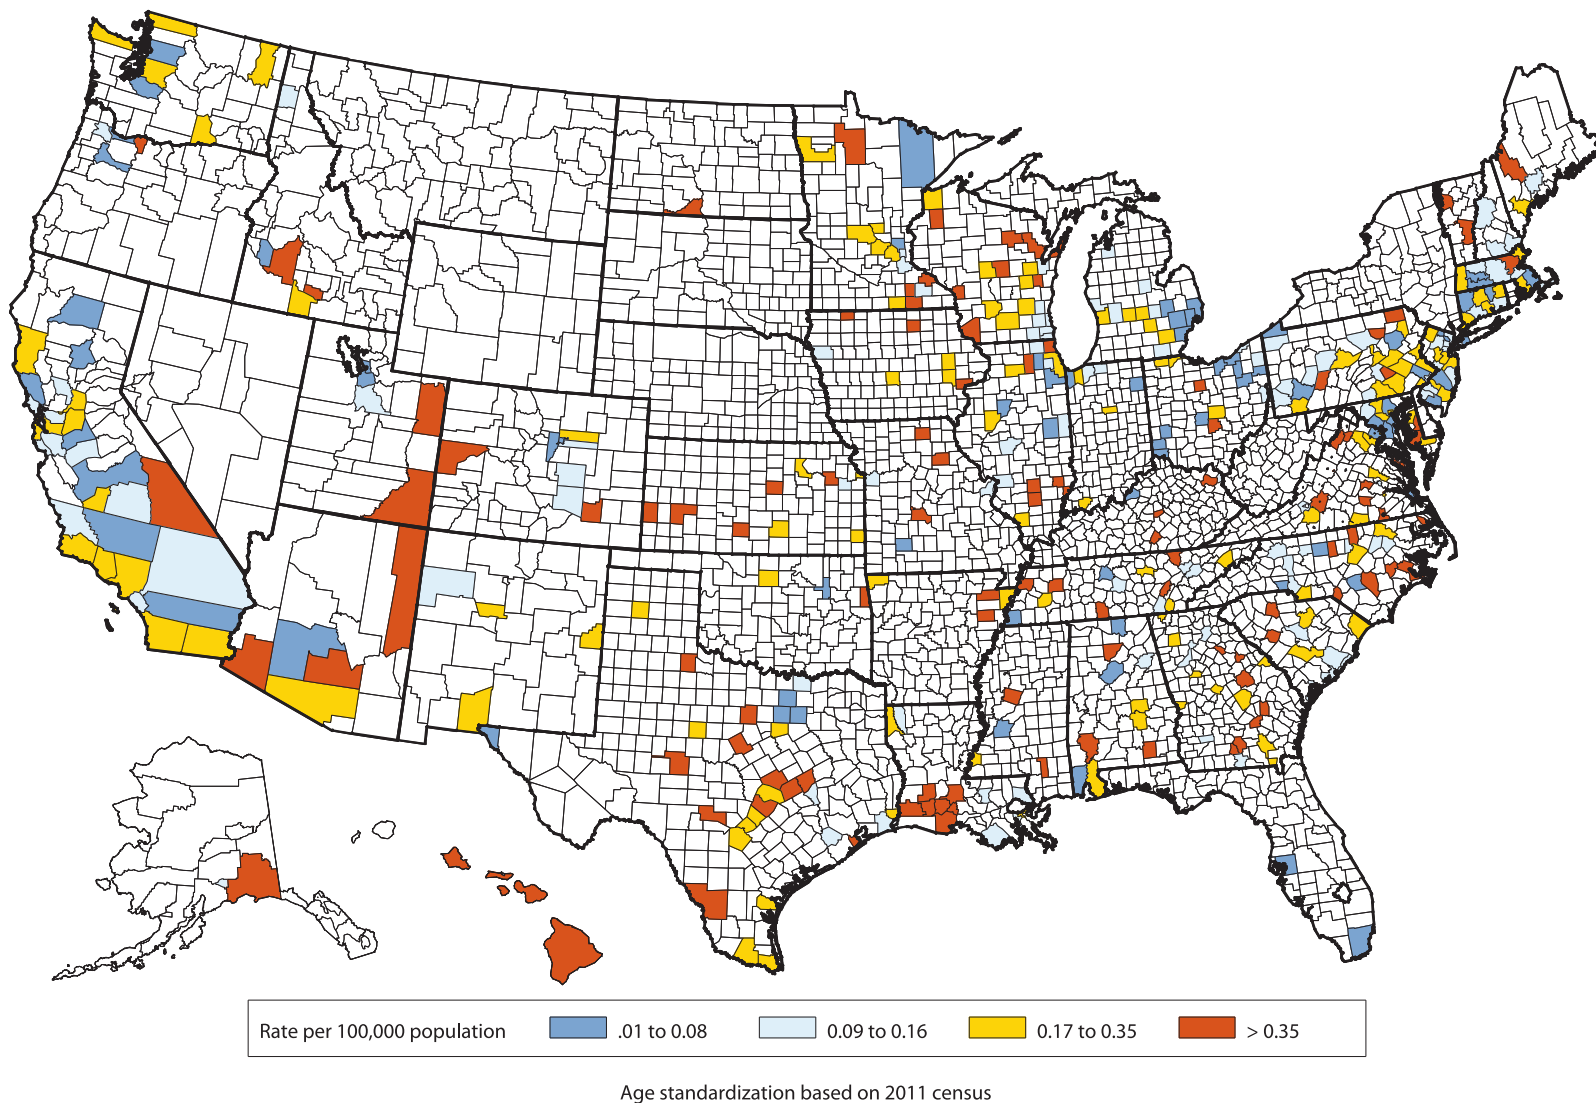 Rate per 100,000 population .01 to 0.08 0.09 to 0.16 0.17 to 0.35 > 0.35
Age standardization based on 2011 census